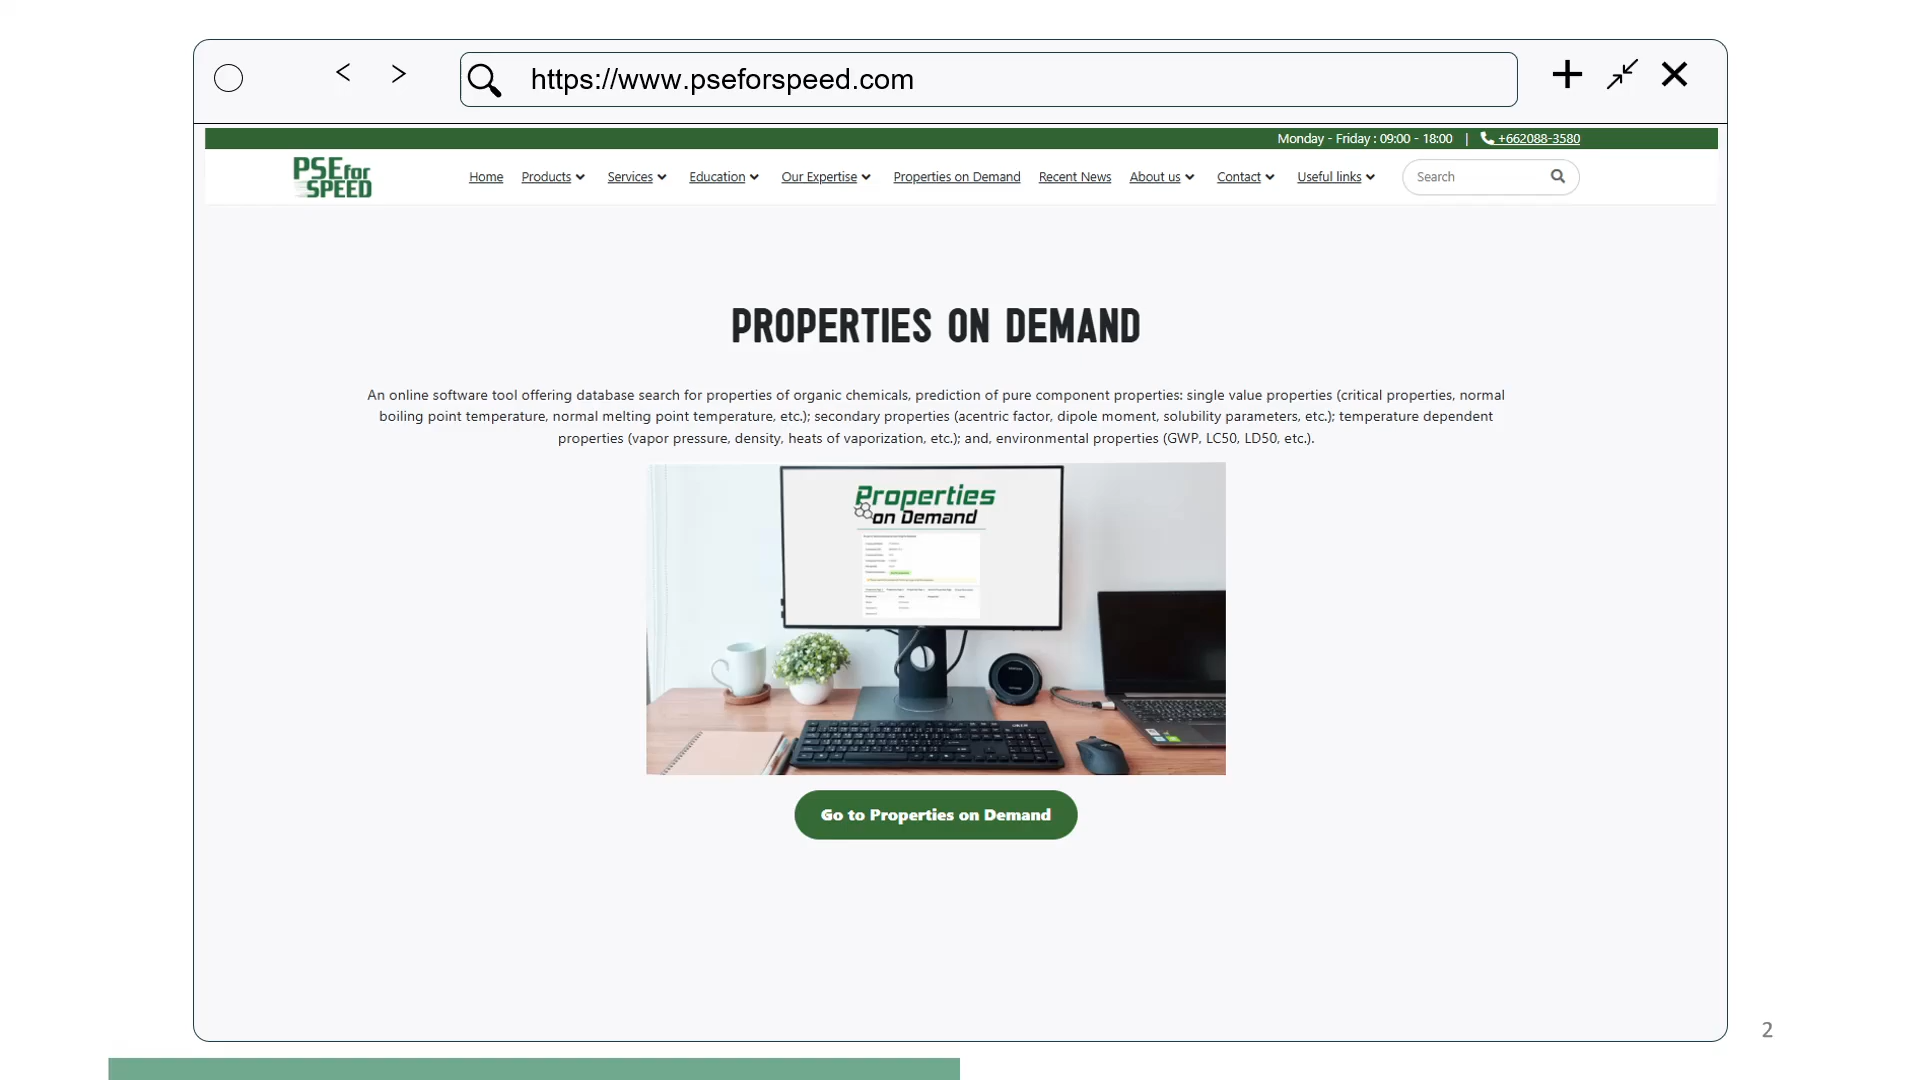 https://www.pseforspeed.com
Monday - Friday : 09:00 - 18:00 | +662088-3580
PSEfor
SPEED
Home Products Services Education Our Expertise Properties on Demand Recent News About us Contact Useful links Search
PROPERTIES ON DEMAND
An online software tool offering database search for properties of organic chemicals, prediction of pure component properties: single value properties (critical properties, normal
boiling point temperature, normal melting point temperature, etc.); secondary properties (acentric factor, dipole moment, solubility parameters, etc.); temperature dependent
properties (vapor pressure, density, heats of vaporization, etc.); and, environmental properties (GWP, LC50, LD50, etc.).
Properties
on Demand
Go to Properties on Demand
2